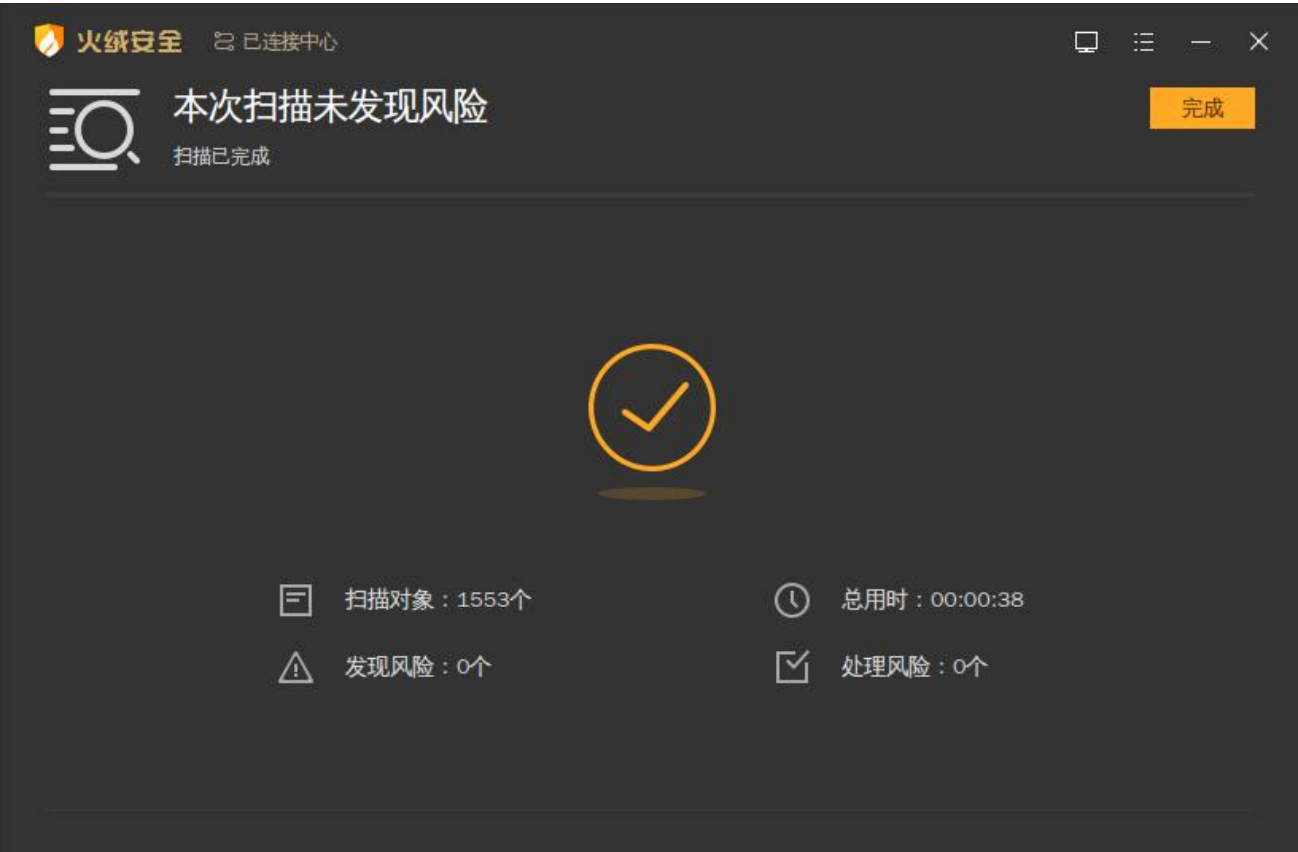 火绒安全 已连接中心
本次扫描未发现风险
完成
扫描已完成
扫描对象：1553个 总用时：00:00:38
发现风险：0个 处理风险：0个